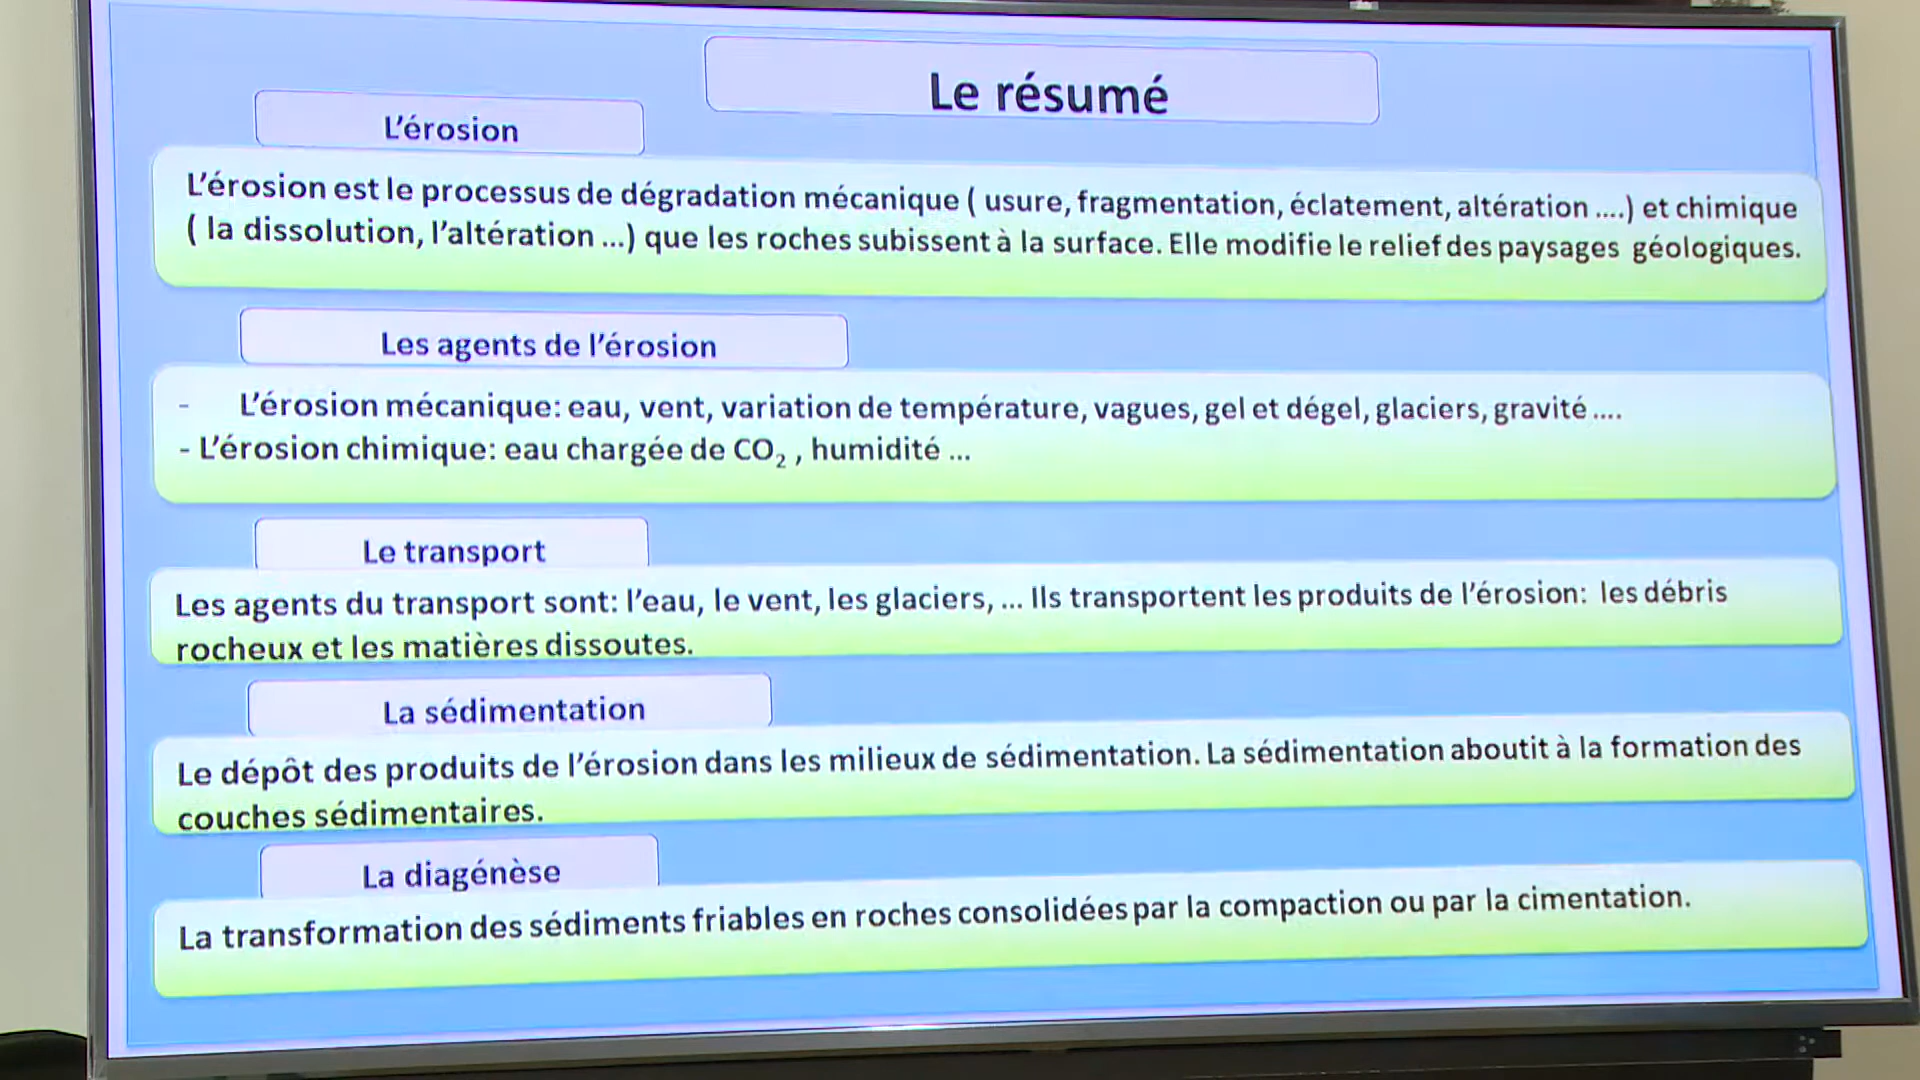 Le résumé
L'érosion
L'érosion est le processus de dégradation mécanique ( usure, fragmentation, éclatement, altération ....) et chimique
( la dissolution, l'altération ...) que les roches subissent à la surface. Elle modifie le relief des paysages géologiques.
Les agents de l'érosion
- L'érosion mécanique: eau, vent, variation de température, vagues, gel et dégel, glaciers, gravité ....
- L'érosion chimique: eau chargée de CO₂ , humidité ...
Le transport
Les agents du transport sont: l'eau, le vent, les glaciers, ... Ils transportent les produits de l'érosion: les débris
rocheux et les matières dissoutes.
La sédimentation
Le dépôt des produits de l'érosion dans les milieux de sédimentation. La sédimentation aboutit à la formation des
couches sédimentaires.
La diagénèse
La transformation des sédiments friables en roches consolidées par la compaction ou par la cimentation.